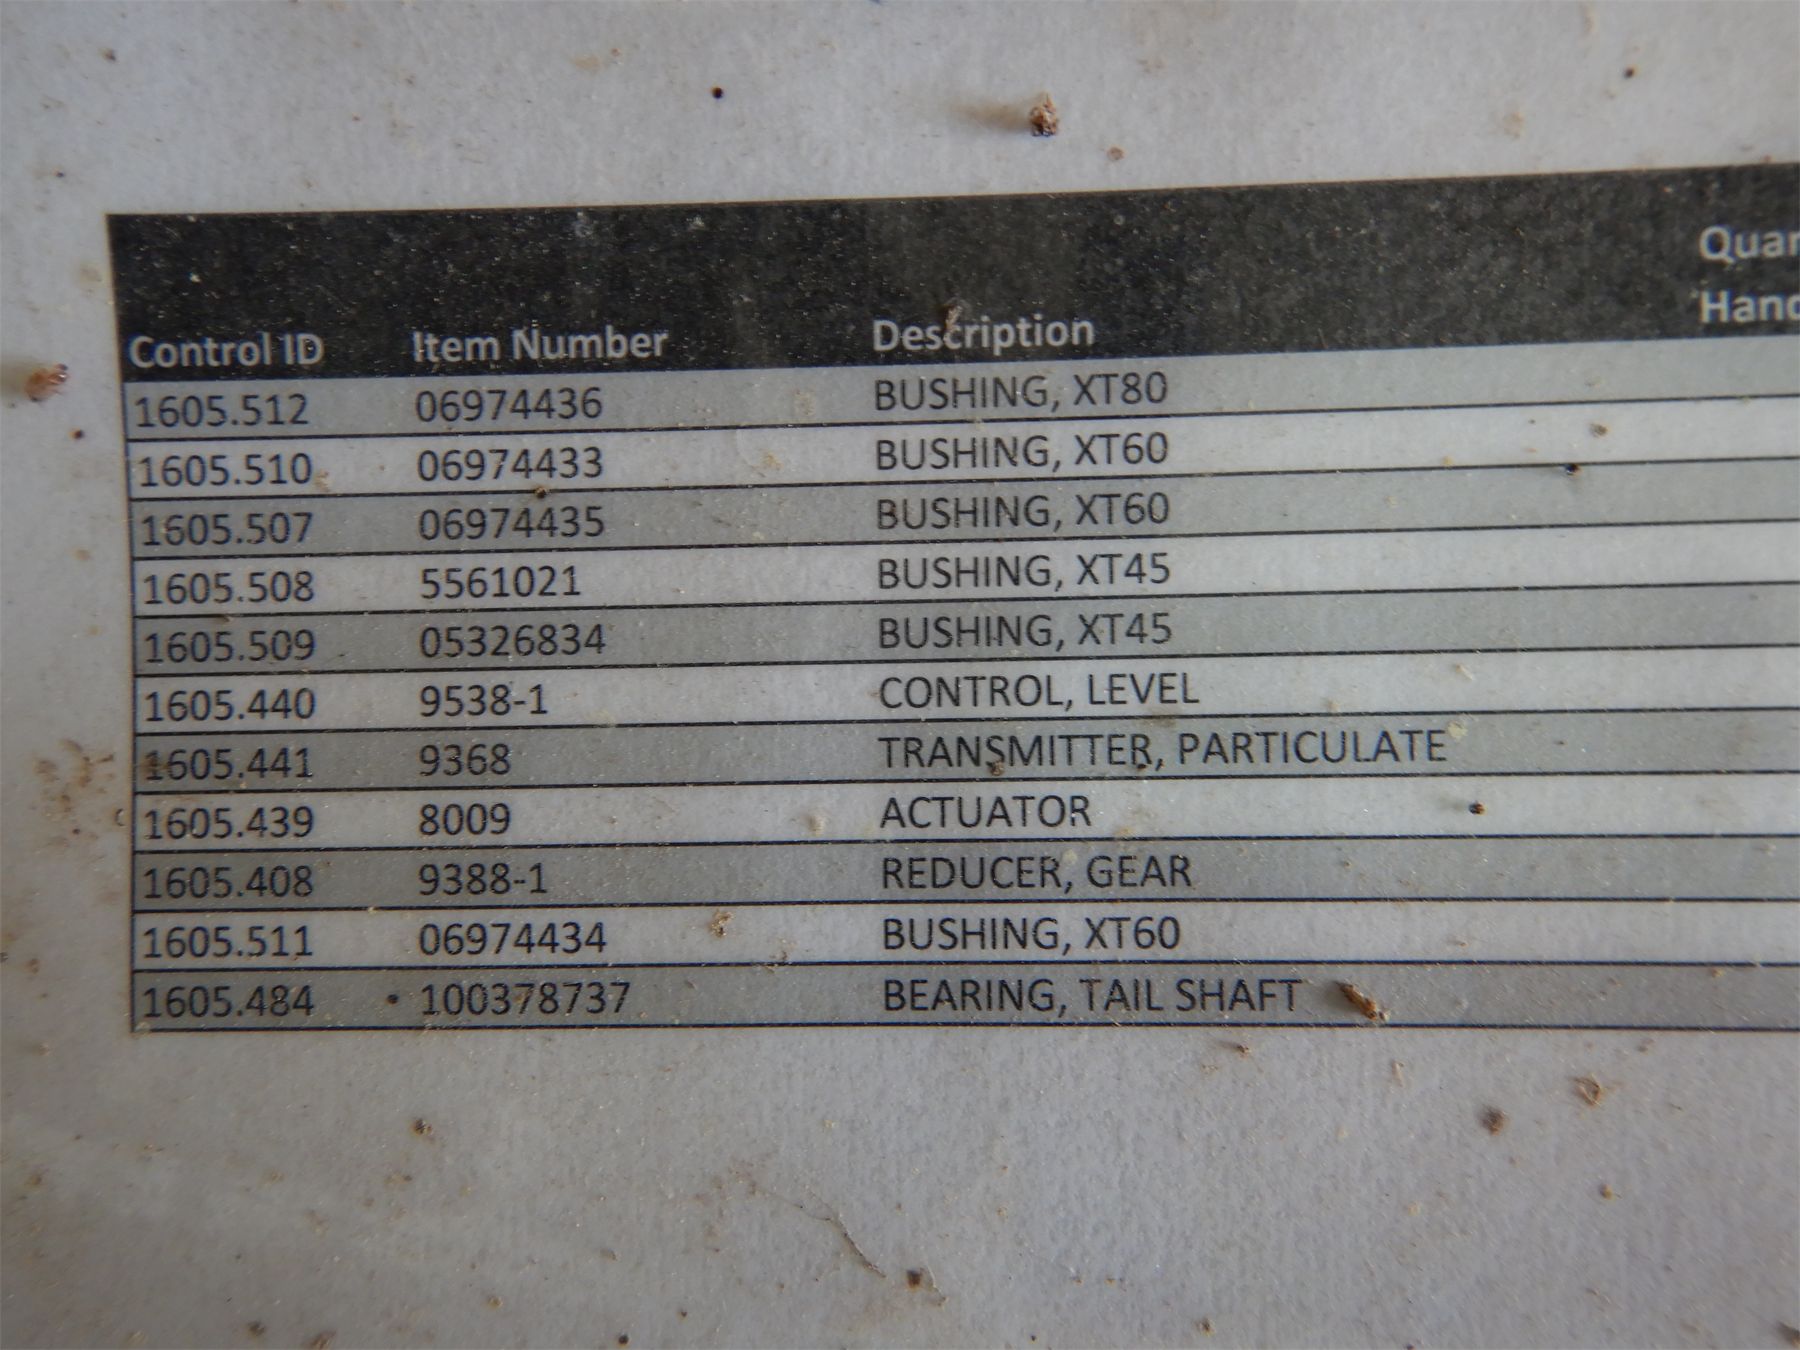 Quan
Hand
Control ID Item Number Description
1605.512 06974436 BUSHING, XT80
1605.510 06974433 BUSHING, XT60
1605.507 06974435 BUSHING, XT60
1605.508 5561021 BUSHING, XT45
1605.509 05326834 BUSHING, XT45
1605.440 9538-1 CONTROL, LEVEL
1605.441 9368 TRANSMITTER, PARTICULATE
1605.439 8009 ACTUATOR
1605.408 9388-1 REDUCER, GEAR
1605.511 06974434 BUSHING, XT60
1605.484 100378737 BEARING, TAIL SHAFT